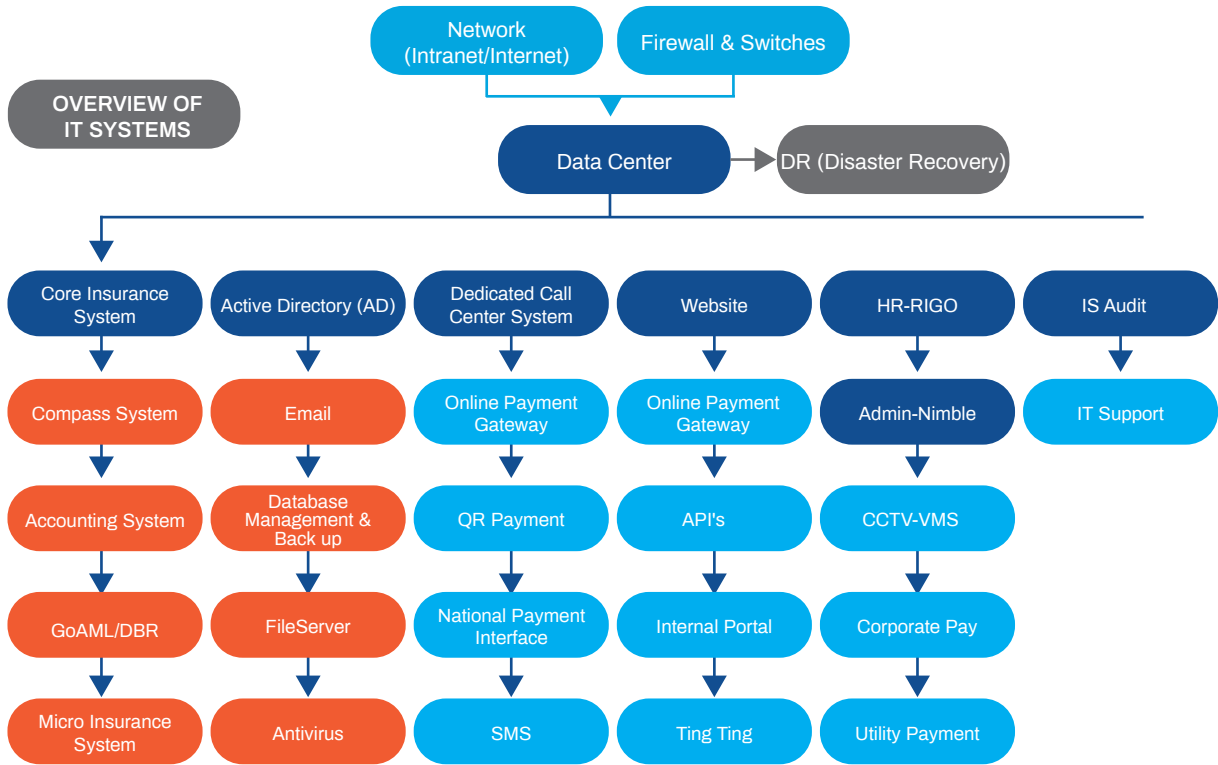 Network
(Intranet/Internet)
Firewall & Switches
OVERVIEW OF
IT SYSTEMS
Data Center
DR (Disaster Recovery)
Core Insurance
System
Active Directory (AD)
Dedicated Call
Center System
Website
HR-RIGO
IS Audit
Compass System
Email
Online Payment
Gateway
Online Payment
Gateway
Admin-Nimble
IT Support
Accounting System
Database
Management &
Back up
QR Payment
API's
CCTV-VMS
GoAML/DBR
FileServer
National Payment
Interface
Internal Portal
Corporate Pay
Micro Insurance
System
Antivirus
SMS
Ting Ting
Utility Payment